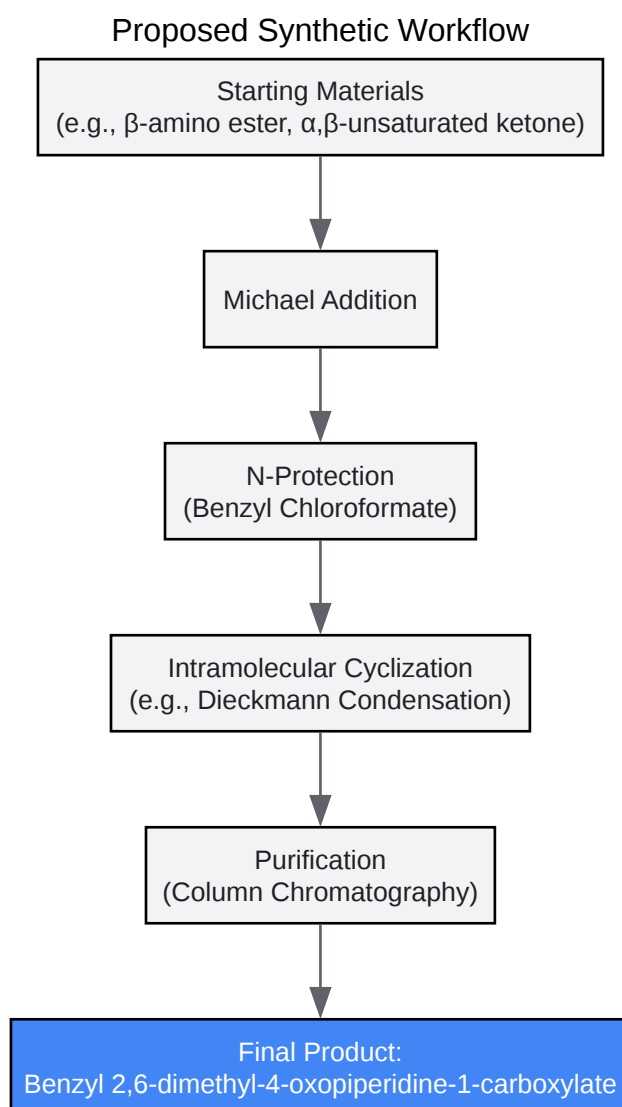 Proposed Synthetic Workflow
Starting Materials
(e.g., β-amino ester, α,β-unsaturated ketone)
Michael Addition
N-Protection
(Benzyl Chloroformate)
Intramolecular Cyclization
(e.g., Dieckmann Condensation)
Purification
(Column Chromatography)
Final Product:
Benzyl 2,6-dimethyl-4-oxopiperidine-1-carboxylate